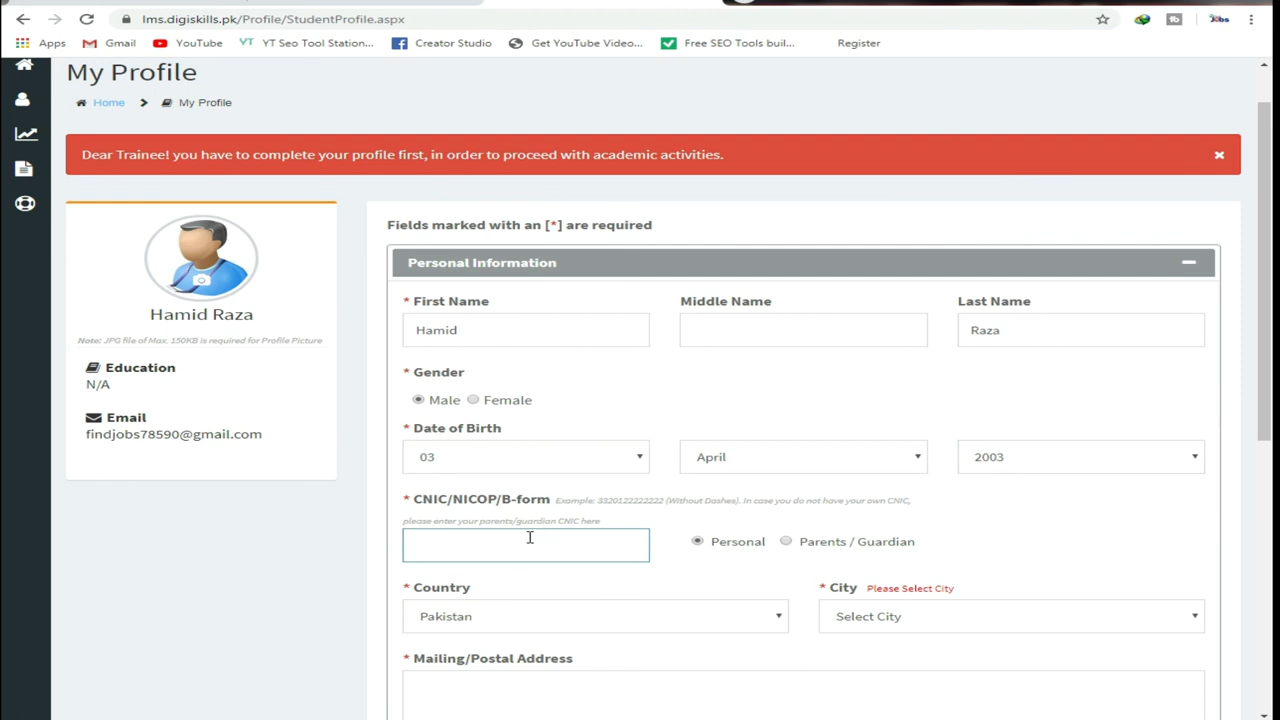 lms.digiskills.pk/Profile/StudentProfile.aspx
Apps Gmail YouTube YT Seo Tool Station... Creator Studio Get YouTube Video... Free SEO Tools buil... Register
My Profile
Home My Profile
Dear Trainee! you have to complete your profile first, in order to proceed with academic activities.
Hamid Raza
Note: JPG file of Max. 150KB is required for Profile Picture
Education
N/A
Email
findjobs78590@gmail.com
Fields marked with an [*] are required
Personal Information
* First Name Middle Name Last Name
Hamid Raza
* Gender
Male Female
* Date of Birth
03 April 2003
* CNIC/NICOP/B-form Example: 3320122222222 (Without Dashes). In case you do not have your own CNIC,
please enter your parents/guardian CNIC here
Personal Parents / Guardian
* Country * City Please Select City
Pakistan Select City
* Mailing/Postal Address